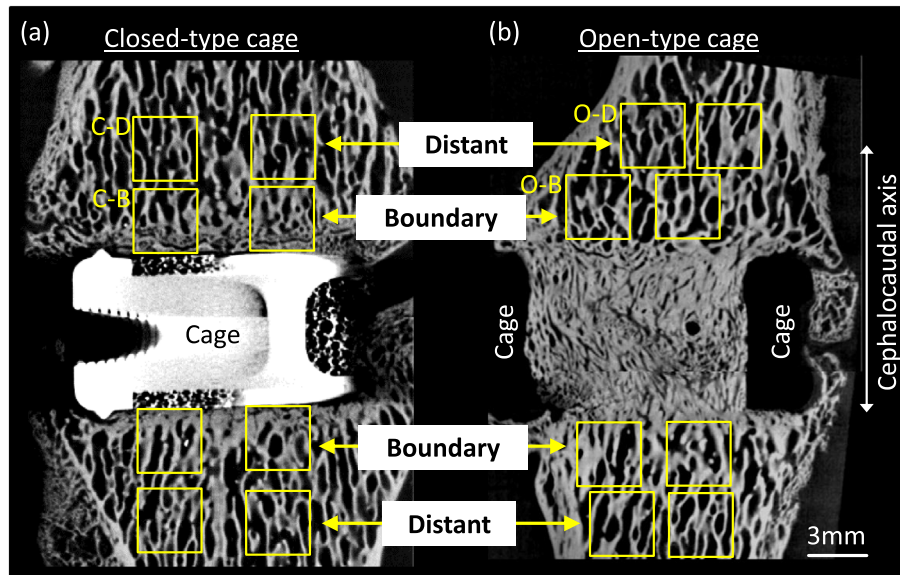 (a)
Closed-type cage
(b)
Open-type cage
C-D
Distant
O-D
C-B
Boundary
O-B
Cage
Cage
Cage
Cephalocaudal axis
Boundary
Distant
3mm